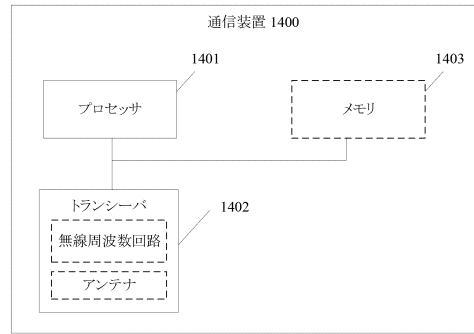 通信装置 1400
1401
プロセッサ
1403
メモリ
トランシーバ
1402
無線周波数回路
アンテナ